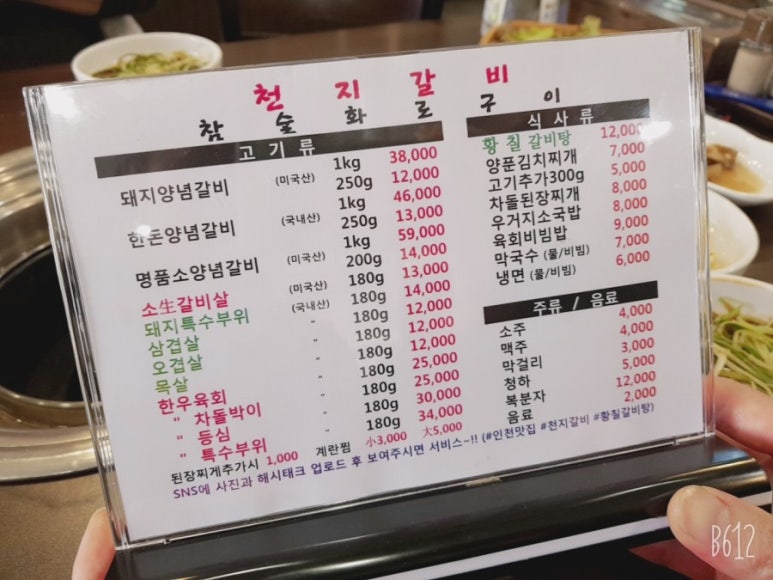 천지갈비
참숯화로구이
고기류
돼지양념갈비 (미국산) 1kg 38,000
250g 12,000
한돈양념갈비 (국내산) 1kg 46,000
250g 13,000
명품소양념갈비 (미국산) 1kg 59,000
200g 14,000
소生갈비살 (미국산) 180g 13,000
돼지특수부위 (국내산) 180g 14,000
삼겹살 〃 180g 12,000
오겹살 〃 180g 12,000
목살 〃 180g 12,000
한우육회 〃 180g 25,000
〃 차돌박이 〃 180g 25,000
〃 등심 〃 180g 30,000
〃 특수부위 〃 180g 34,000
된장찌게추가시 1,000 계란찜 小3,000 大5,000
식사류
황칠갈비탕 12,000
양푼김치찌개 7,000
고기추가300g 5,000
차돌된장찌개 8,000
우거지소국밥 8,000
육회비빔밥 9,000
막국수 (물/비빔) 7,000
냉면 (물/비빔) 6,000
주류 / 음료
소주 4,000
맥주 4,000
막걸리 3,000
청하 5,000
복분자 12,000
음료 2,000
SNS에 사진과 해시태크 업로드 후 보여주시면 서비스~!! (#인천맛집 #천지갈비 #황칠갈비탕)
B612